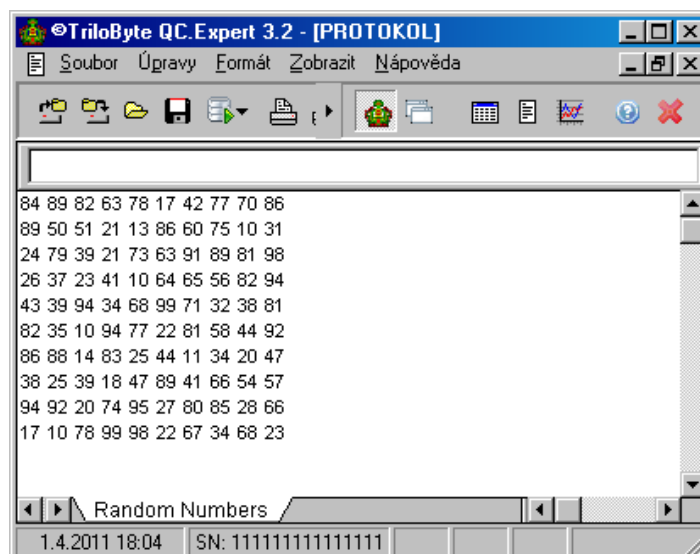 ©TriloByte QC.Expert 3.2 - [PROTOKOL]
Soubor Úpravy Formát Zobrazit Nápověda
84 89 82 63 78 17 42 77 70 86
89 50 51 21 13 86 60 75 10 31
24 79 39 21 73 63 91 89 81 98
26 37 23 41 10 64 65 56 82 94
43 39 94 34 68 99 71 32 38 81
82 35 10 94 77 22 81 58 44 92
86 88 14 83 25 44 11 34 20 47
38 25 39 18 47 89 41 66 54 57
94 92 20 74 95 27 80 85 28 66
17 10 78 99 98 22 67 34 68 23
Random Numbers
1.4.2011 18:04 SN: 111111111111111